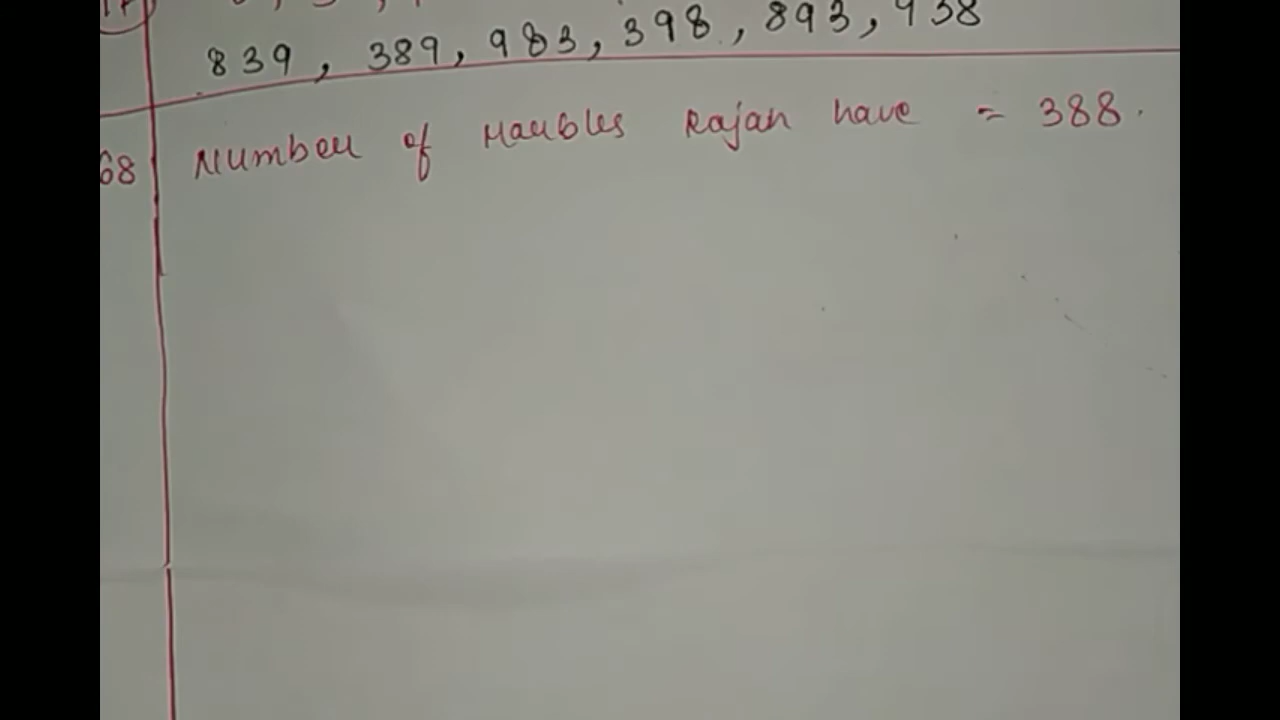 839, 389, 983, 398, 893, 938
68 Number of Marbles Rajan have = 388.